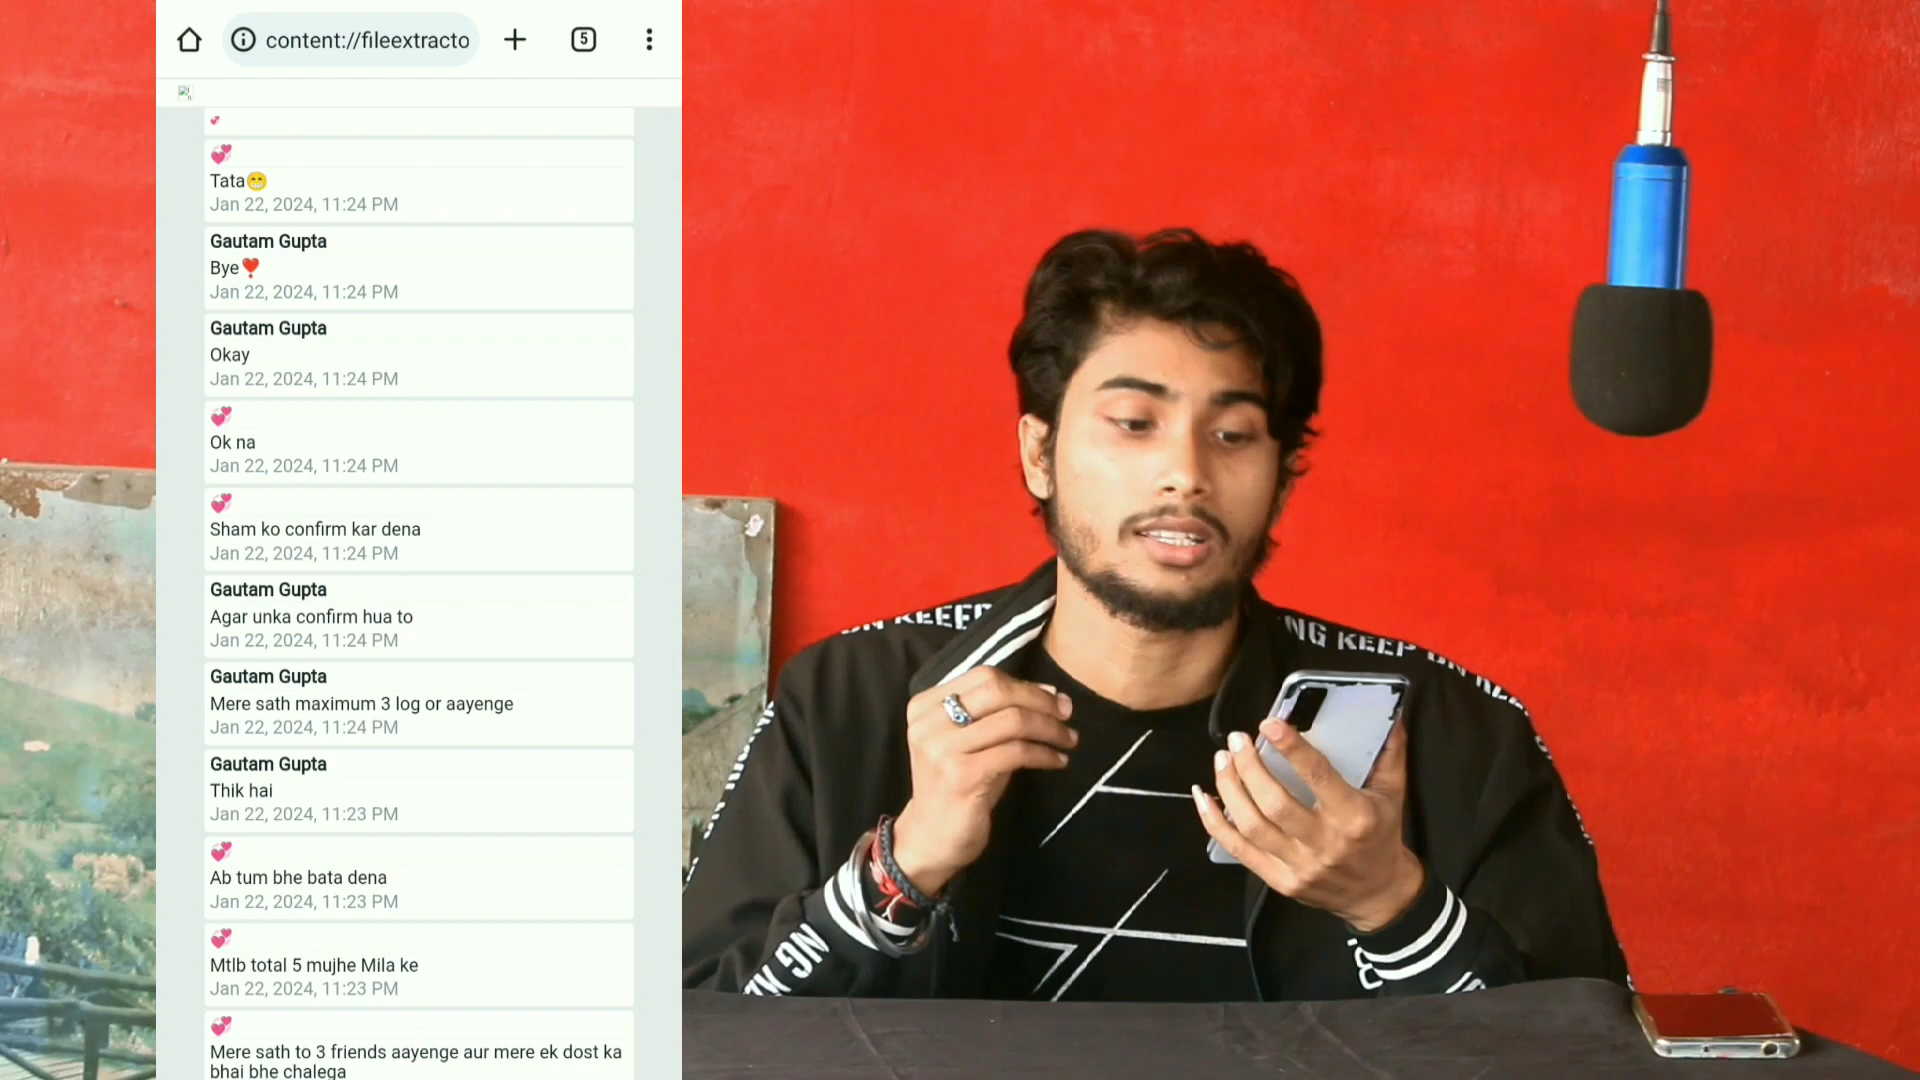 content://fileextracto
5
💞
💞
Tata😁
Jan 22, 2024, 11:24 PM
Gautam Gupta
Bye❣️
Jan 22, 2024, 11:24 PM
Gautam Gupta
Okay
Jan 22, 2024, 11:24 PM
💞
Ok na
Jan 22, 2024, 11:24 PM
💞
Sham ko confirm kar dena
Jan 22, 2024, 11:24 PM
Gautam Gupta
Agar unka confirm hua to
Jan 22, 2024, 11:24 PM
Gautam Gupta
Mere sath maximum 3 log or aayenge
Jan 22, 2024, 11:24 PM
Gautam Gupta
Thik hai
Jan 22, 2024, 11:23 PM
💞
Ab tum bhe bata dena
Jan 22, 2024, 11:23 PM
💞
Mtlb total 5 mujhe Mila ke
Jan 22, 2024, 11:23 PM
💞
Mere sath to 3 friends aayenge aur mere ek dost ka
bhai bhe chalega
NG KEEP ON